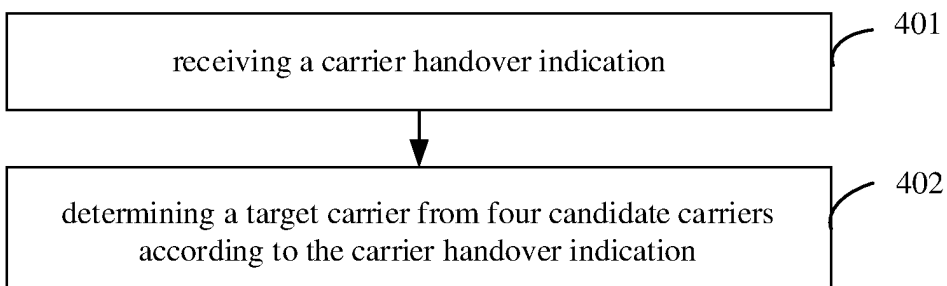 401
receiving a carrier handover indication
402
determining a target carrier from four candidate carriers
according to the carrier handover indication